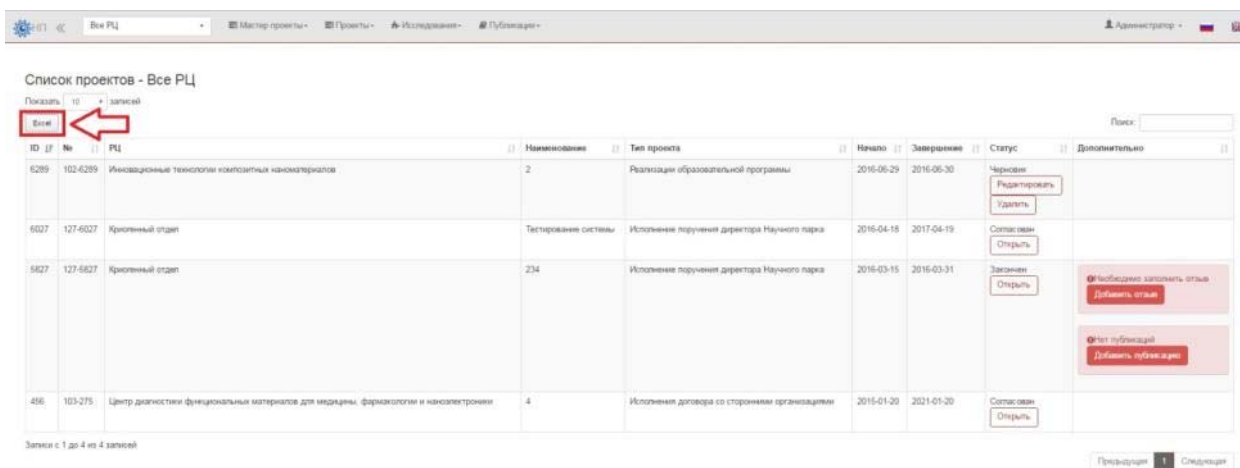 НП Все РЦ Мастер проекты Проекты Исследования Публикации Администратор
Список проектов - Все РЦ
Показать 10 записей
Excel Поиск:
ID № РЦ Наименование Тип проекта Начало Завершение Статус Дополнительно
6289 102-6289 Инновационные технологии композитных наноматериалов 2 Реализации образовательной программы 2016-06-29 2016-06-30 Черновик
Редактировать
Удалить
6027 127-6027 Криогенный отдел Тестирование системы Исполнение поручения директора Научного парка 2016-04-18 2017-04-19 Согласован
Открыть
5827 127-5827 Криогенный отдел 234 Исполнение поручения директора Научного парка 2016-03-15 2016-03-31 Закончен
Открыть
Необходимо заполнить отзыв
Добавить отзыв
Нет публикаций
Добавить публикацию
456 103-275 Центр диагностики функциональных материалов для медицины, фармакологии и наноэлектроники 4 Исполнения договора со сторонними организациями 2015-01-20 2021-01-20 Согласован
Открыть
Записи с 1 до 4 из 4 записей
Предыдущая 1 Следующая